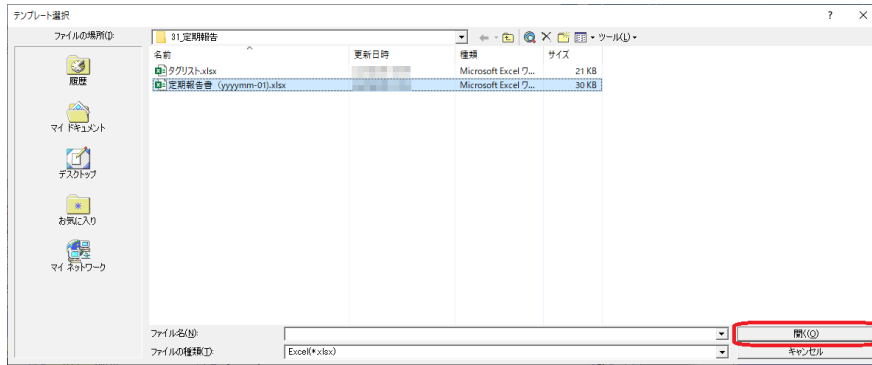 テンプレート選択
? ×
ファイルの場所(I):
31_定期報告
ツール(L)
名前
更新日時
種類
サイズ
タグリスト.xlsx
Microsoft Excel ワ...
21 KB
定期報告書（yyyymm-01).xlsx
Microsoft Excel ワ...
30 KB
履歴
マイ ドキュメント
デスクトップ
お気に入り
マイ ネットワーク
ファイル名(N):
開く(O)
ファイルの種類(T):
Excel(*.xlsx)
キャンセル